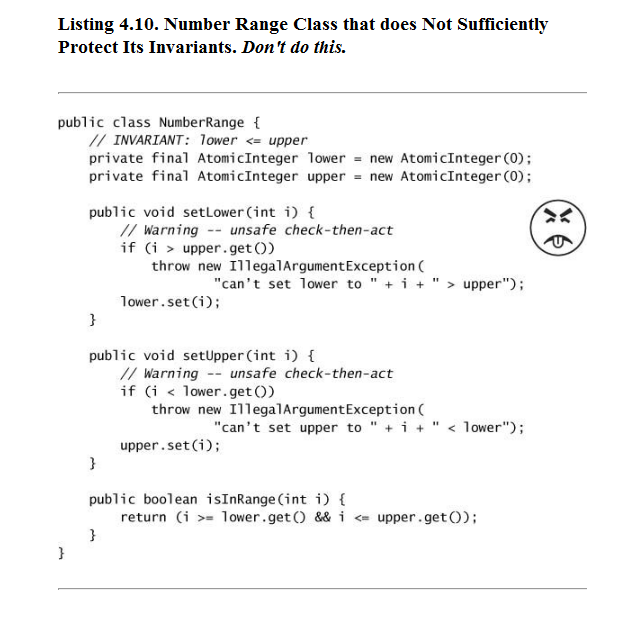 Listing 4.10. Number Range Class that does Not Sufficiently
Protect Its Invariants. Don't do this.
public class NumberRange {
    // INVARIANT: lower <= upper
    private final AtomicInteger lower = new AtomicInteger(0);
    private final AtomicInteger upper = new AtomicInteger(0);
    public void setLower(int i) {
        // Warning -- unsafe check-then-act
        if (i > upper.get())
            throw new IllegalArgumentException(
                    "can't set lower to " + i + " > upper");
        lower.set(i);
    }
    public void setUpper(int i) {
        // Warning -- unsafe check-then-act
        if (i < lower.get())
            throw new IllegalArgumentException(
                    "can't set upper to " + i + " < lower");
        upper.set(i);
    }
    public boolean isInRange(int i) {
        return (i >= lower.get() && i <= upper.get());
    }
}